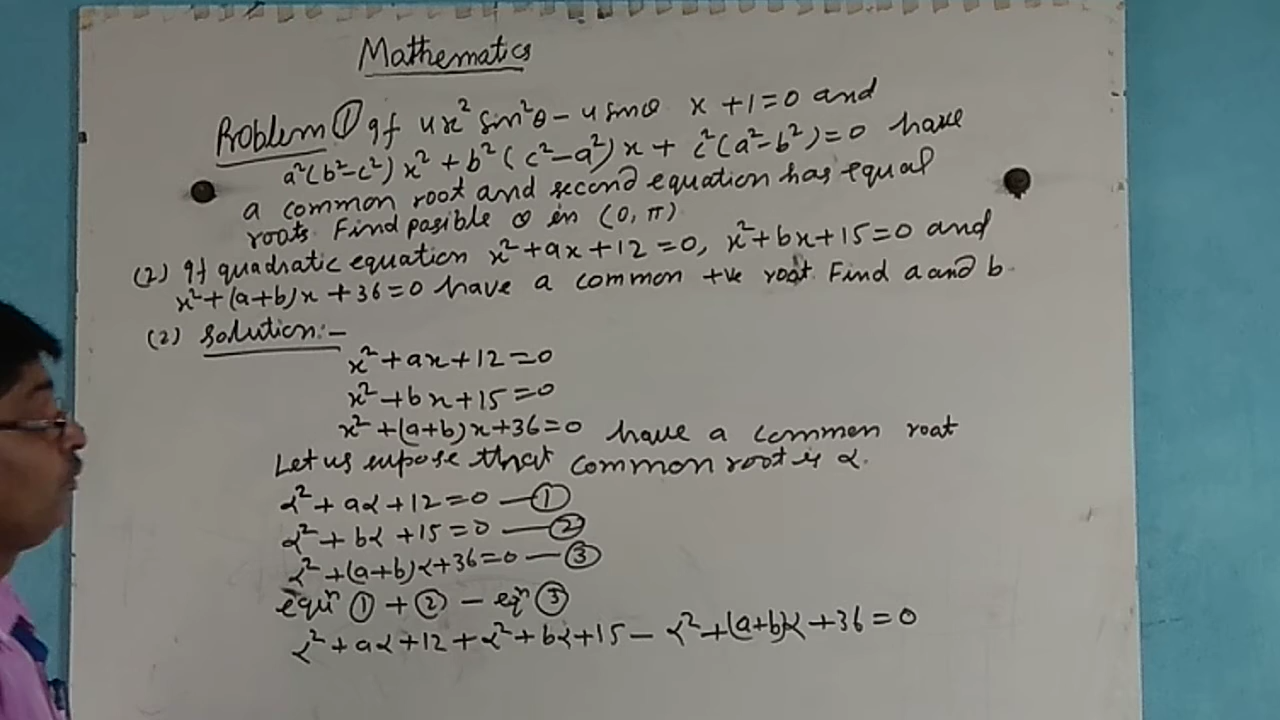 Mathematics
Problem ① If 4x² sin²θ - 4 sinθ x + 1 = 0 and
a²(b²-c²) x² + b²(c²-a²) x + c²(a²-b²) = 0 have
a common root and second equation has equal
roots. Find posible θ in (0, π)
(2) If quadratic equation x² + ax + 12 = 0, x² + bx + 15 = 0 and
x² + (a+b)x + 36 = 0 have a common +ve root. Find a and b.
(2) Solution:-
x² + ax + 12 = 0
x² + bx + 15 = 0
x² + (a+b)x + 36 = 0 have a common root
Let us supose that common root is α.
α² + aα + 12 = 0 — ①
α² + bα + 15 = 0 — ②
α² + (a+b)α + 36 = 0 — ③
equⁿ ① + ② - eqⁿ ③
α² + aα + 12 + α² + bα + 15 - α² + (a+b)α + 36 = 0